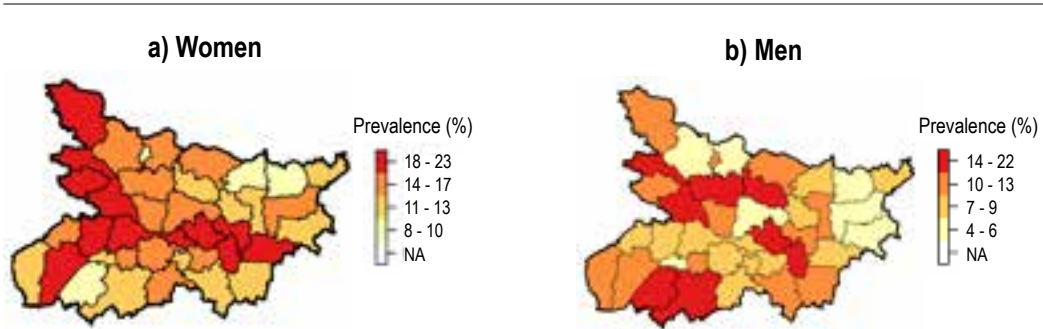 a) Women
Prevalence (%)
18 - 23
14 - 17
11 - 13
8 - 10
NA
b) Men
Prevalence (%)
14 - 22
10 - 13
7 - 9
4 - 6
NA